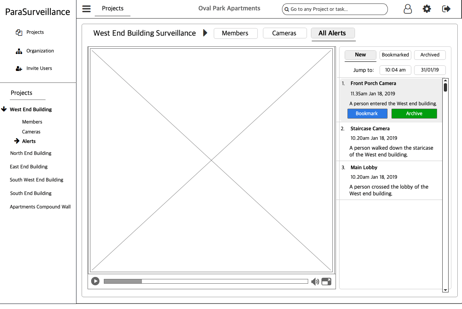 ParaSurveillance
Projects
Organization
Invite Users
Projects
West End Building
Members
Cameras
Alerts
North End Building
East End Building
South West End Building
South End Building
Apartments Compound Wall
Projects
Oval Park Apartments
Go to any Project or task..
West End Building Surveillance
Members
Cameras
All Alerts
New
Bookmarked
Archived
Jump to:
10:04 am
31/01/19
1. Front Porch Camera
11.35am Jan 18, 2019
A person entered the West end building.
Bookmark
Archive
2. Staircase Camera
10.20am Jan 18, 2019
A person walked down the staricase
of the West end building.
3. Main Lobby
10.20am Jan 18, 2019
A person crossed the lobby of the
West end building.